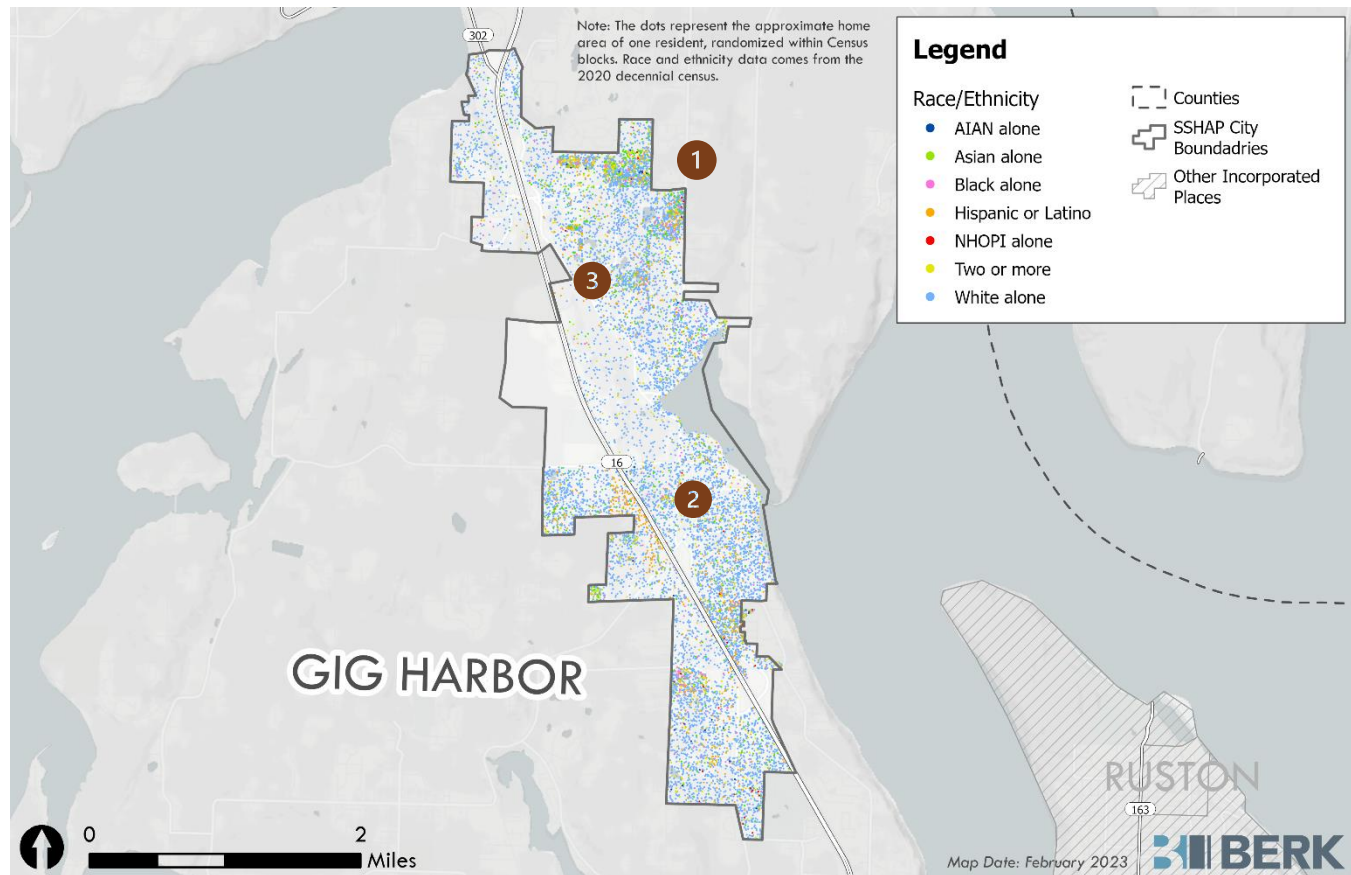 302
Note: The dots represent the approximate home
area of one resident, randomized within Census
blocks. Race and ethnicity data comes from the
2020 decennial census.
Legend
Race/Ethnicity
AIAN alone
Asian alone
Black alone
Hispanic or Latino
NHOPI alone
Two or more
White alone
Counties
SSHAP City
Boundadries
Other Incorporated
Places
1
3
16
2
GIG HARBOR
RUSTON
163
0
2
Miles
Map Date: February 2023
BERK